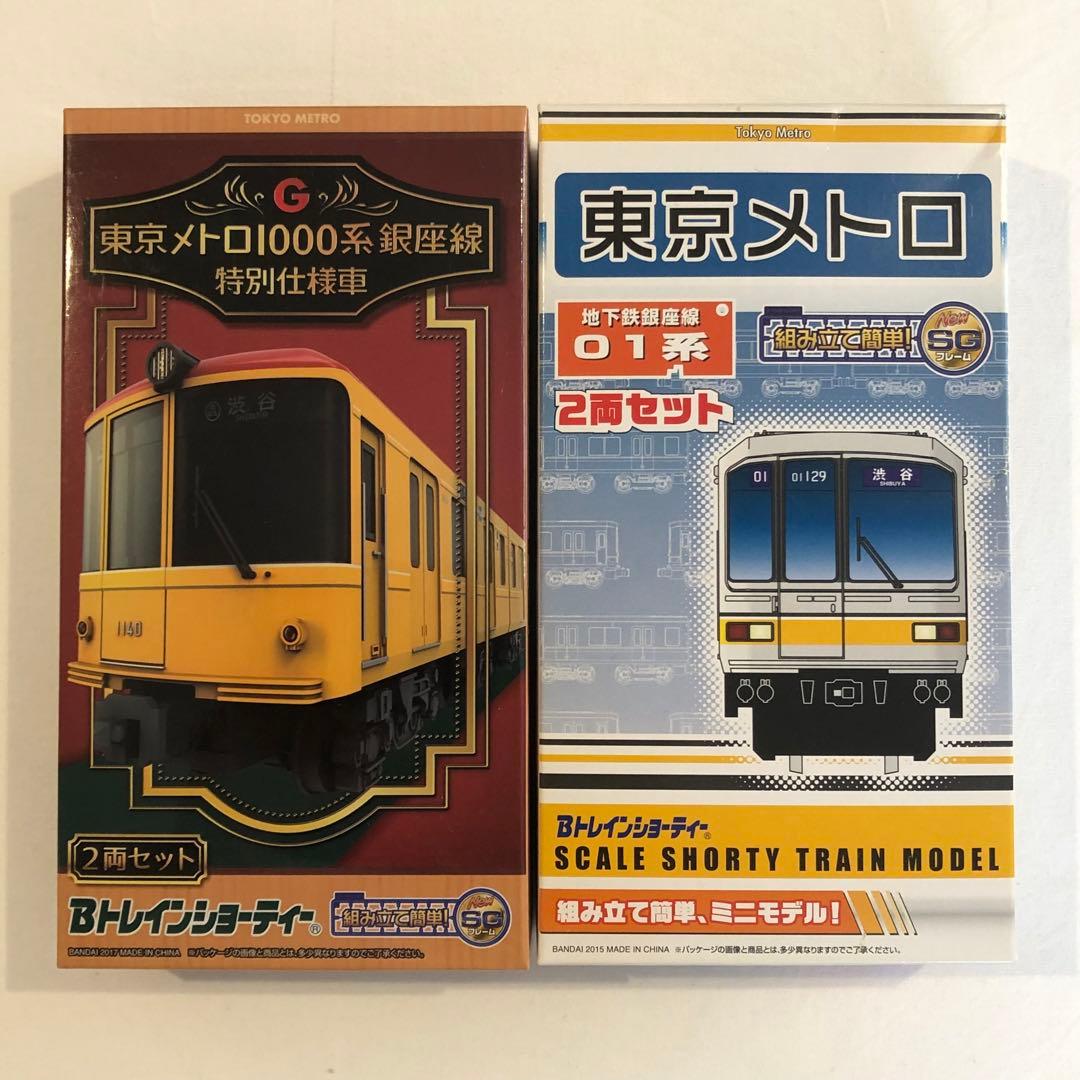 TOKYO METRO
G
東京メトロ1000系 銀座線
特別仕様車
渋谷
SHIBUYA
1140
2両セット
Bトレインショーティー®
組み立て簡単!
New
SG
フレーム
BANDAI 2017 MADE IN CHINA ※パッケージの画像と商品とは、多少異なりますのでご了承ください。
Tokyo Metro
東京メトロ
地下鉄銀座線
01系
組み立て簡単!
New
SG
フレーム
2両セット
01
01129
渋谷
SHIBUYA
Bトレインショーティー®
SCALE SHORTY TRAIN MODEL
組み立て簡単、ミニモデル!
BANDAI 2015 MADE IN CHINA ※パッケージの画像と商品とは、多少異なりますのでご了承ください。